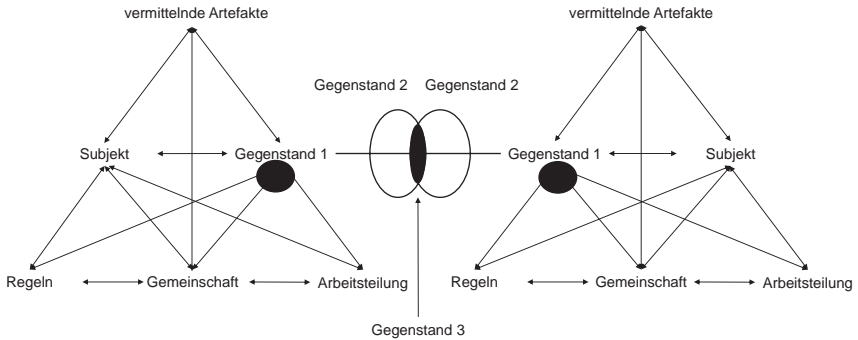 vermittelnde Artefakte
vermittelnde Artefakte
Gegenstand 2
Gegenstand 2
Subjekt
Gegenstand 1
Gegenstand 1
Subjekt
Regeln
Gemeinschaft
Arbeitsteilung
Regeln
Gemeinschaft
Arbeitsteilung
Gegenstand 3